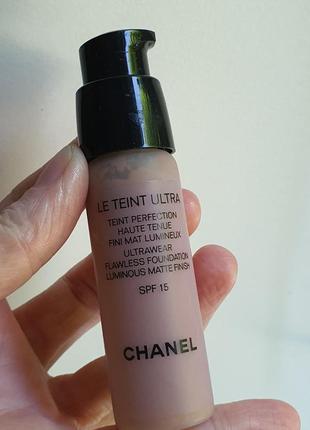 LE TEINT ULTRA
TEINT PERFECTION
HAUTE TENUE
FINI MAT LUMINEUX
ULTRAWEAR
FLAWLESS FOUNDATION
LUMINOUS MATTE FINISH
SPF 15
CHANEL